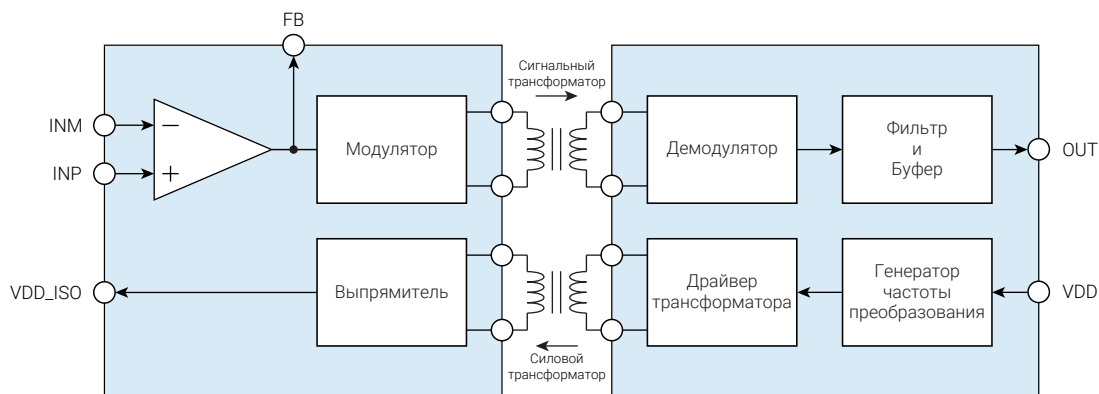 FB
Сигнальный
трансформатор
INM
−
INP
+
Модулятор
Демодулятор
Фильтр
и
Буфер
OUT
VDD_ISO
Выпрямитель
Драйвер
трансформатора
Генератор
частоты
преобразования
VDD
Силовой
трансформатор